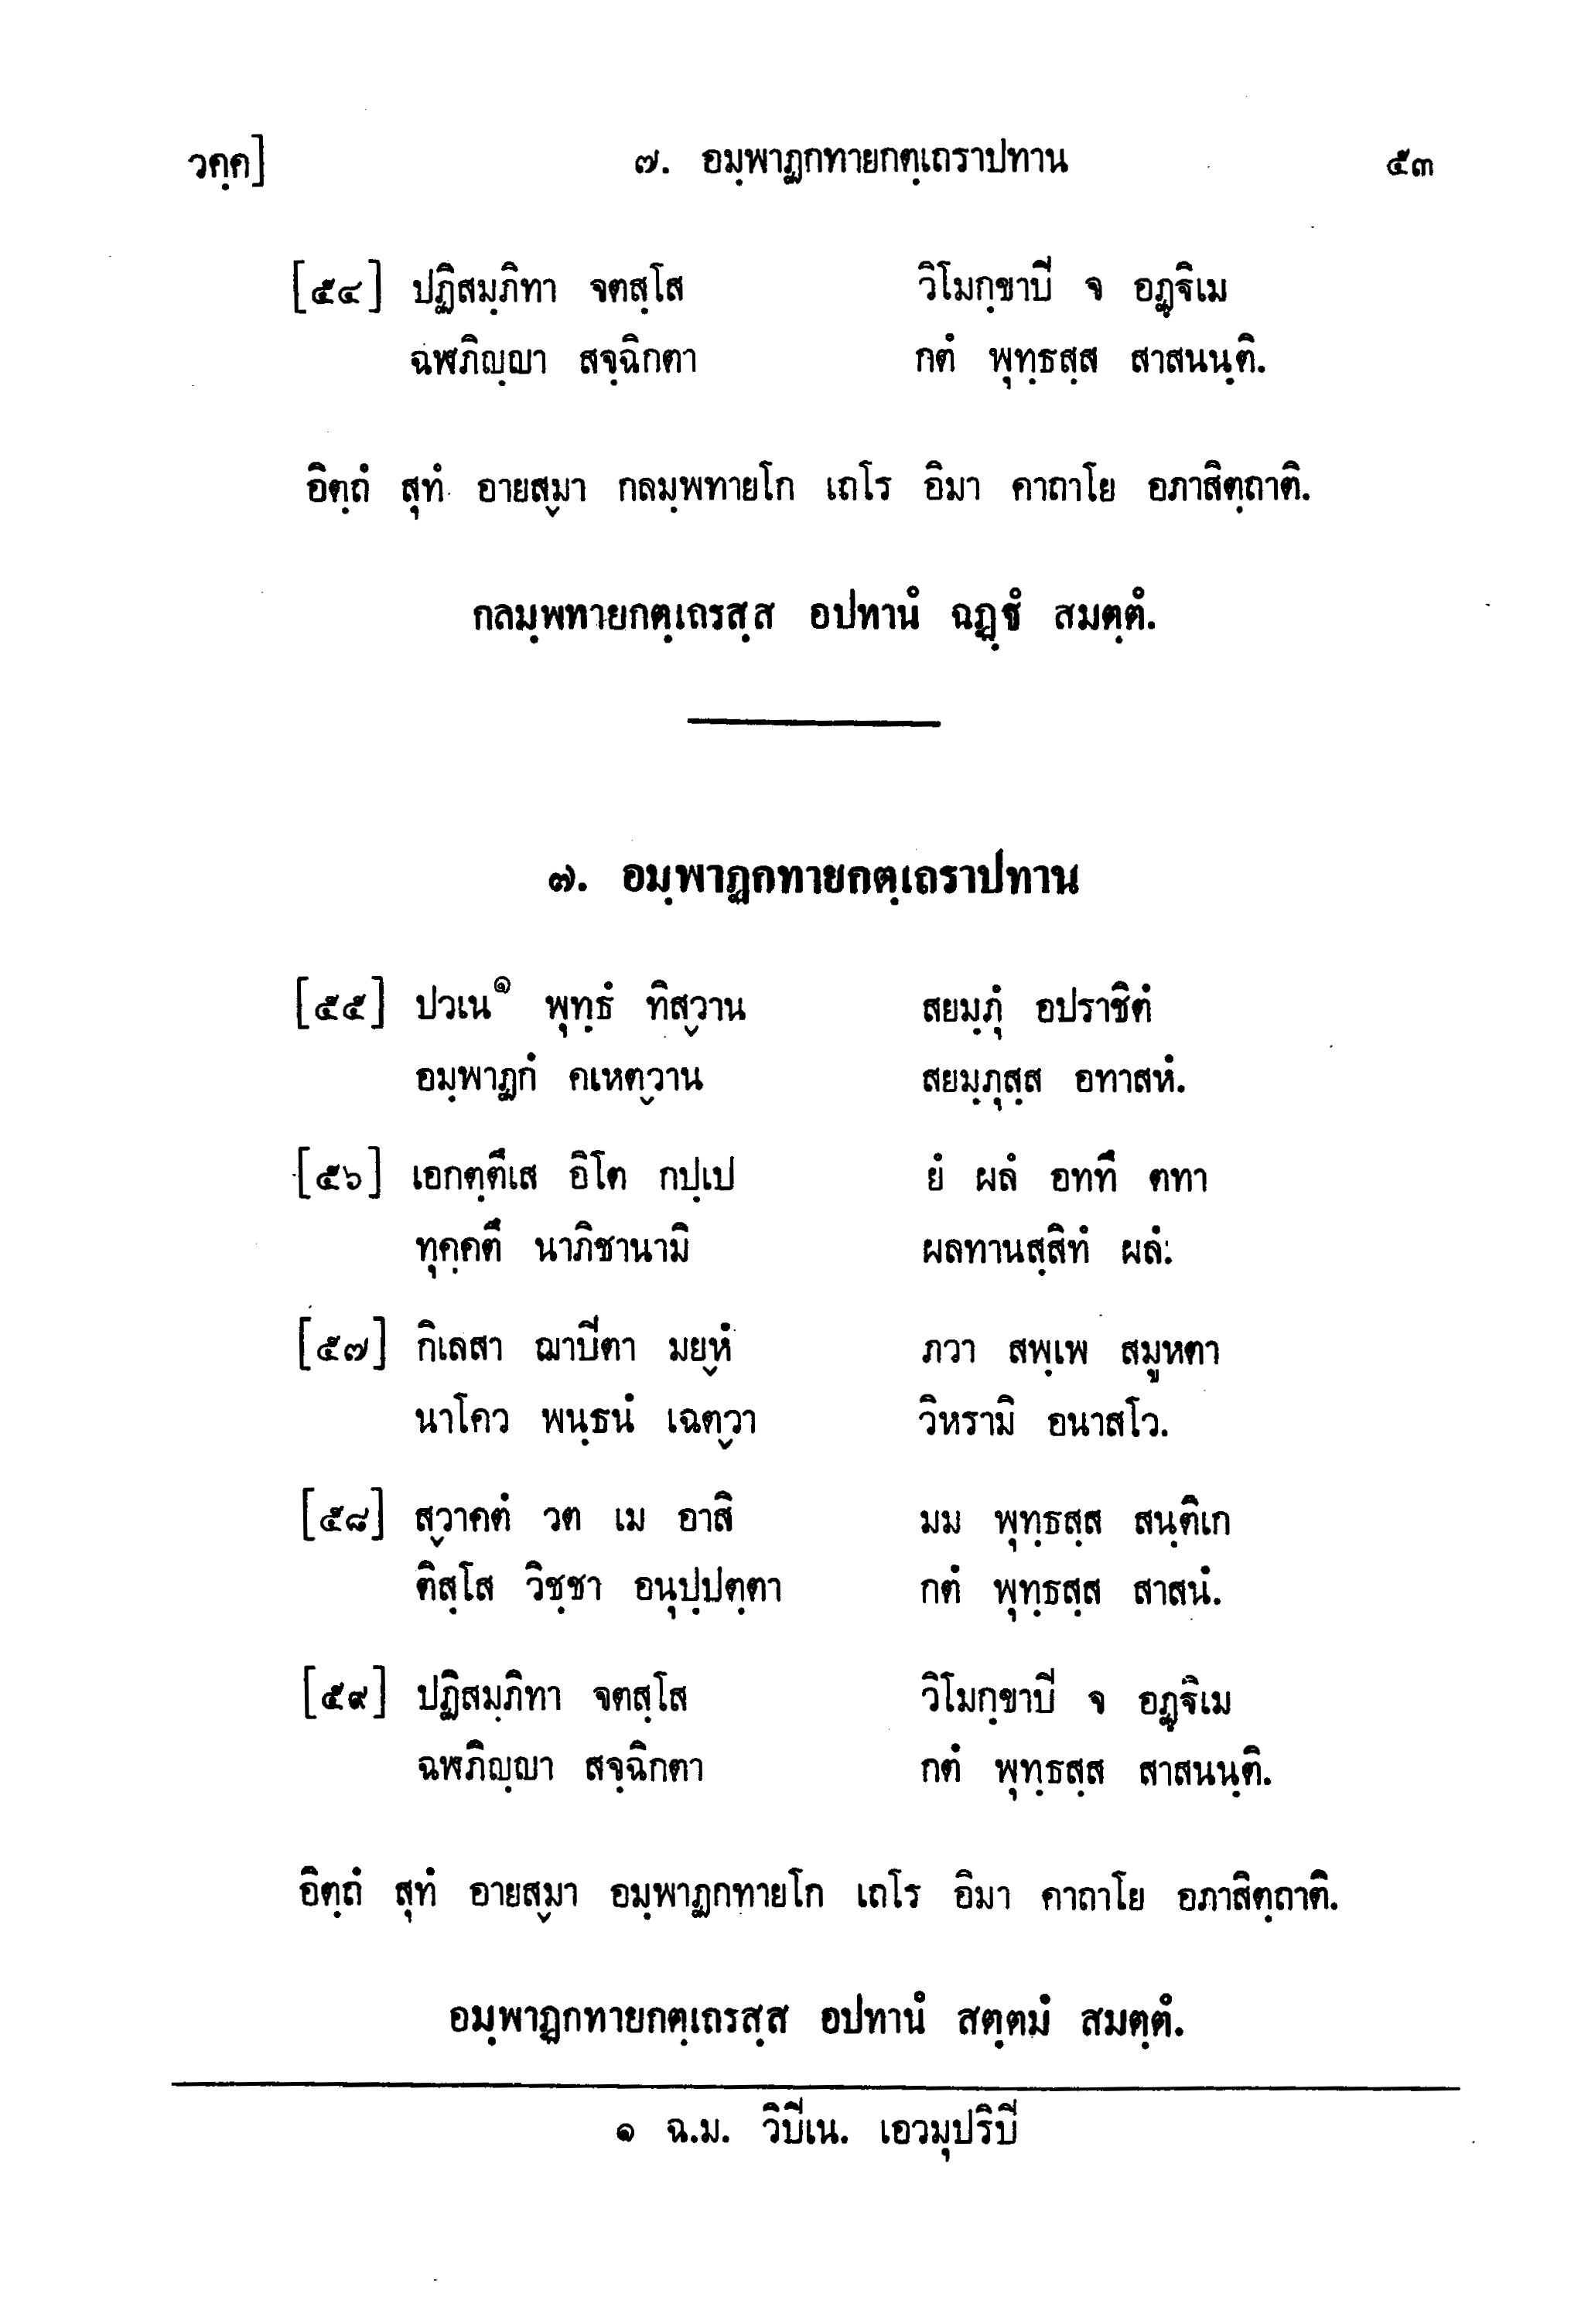 วคฺค] ๗. อมฺพาฏกทายกตฺเถราปทาน ๕๓
[๕๔] ปฏิสมฺภิทา จตสฺโส วิโมกฺขาปิ จ อฏฺฐิเม
ฉฬภิญฺญา สจฺฉิกตา กตํ พุทฺธสฺส สาสนนฺติ.
อิตฺถํ สุทํ อายสฺมา กลมฺพทายโก เถโร อิมา คาถาโย อภาสิตฺถาติ.
กลมฺพทายกตฺเถรสฺส อปทานํ ฉฏฺฐํ สมตฺตํ.
๗. อมฺพาฏกทายกตฺเถราปทาน
[๕๕] ปวเน๑ พุทฺธํ ทิสฺวาน สยมฺภุํ อปราชิตํ
อมฺพาฏกํ คเหตฺวาน สยมฺภุสฺส อทาสหํ.
[๕๖] เอกตฺตึเส อิโต กปฺเป ยํ ผลํ อททึ ตทา
ทุคฺคตึ นาภิชานามิ ผลทานสฺสิทํ ผลํ.
[๕๗] กิเลสา ฌาปิตา มยฺหํ ภวา สพฺเพ สมูหตา
นาโคว พนฺธนํ เฉตฺวา วิหรามิ อนาสโว.
[๕๘] สฺวาคตํ วต เม อาสิ มม พุทฺธสฺส สนฺติเก
ติสฺโส วิชฺชา อนุปฺปตฺตา กตํ พุทฺธสฺส สาสนํ.
[๕๙] ปฏิสมฺภิทา จตสฺโส วิโมกฺขาปิ จ อฏฺฐิเม
ฉฬภิญฺญา สจฺฉิกตา กตํ พุทฺธสฺส สาสนนฺติ.
อิตฺถํ สุทํ อายสฺมา อมฺพาฏกทายโก เถโร อิมา คาถาโย อภาสิตฺถาติ.
อมฺพาฏกทายกตฺเถรสฺส อปทานํ สตฺตมํ สมตฺตํ.
๑ ฉ.ม. วิปิเน. เอวมุปริปิ